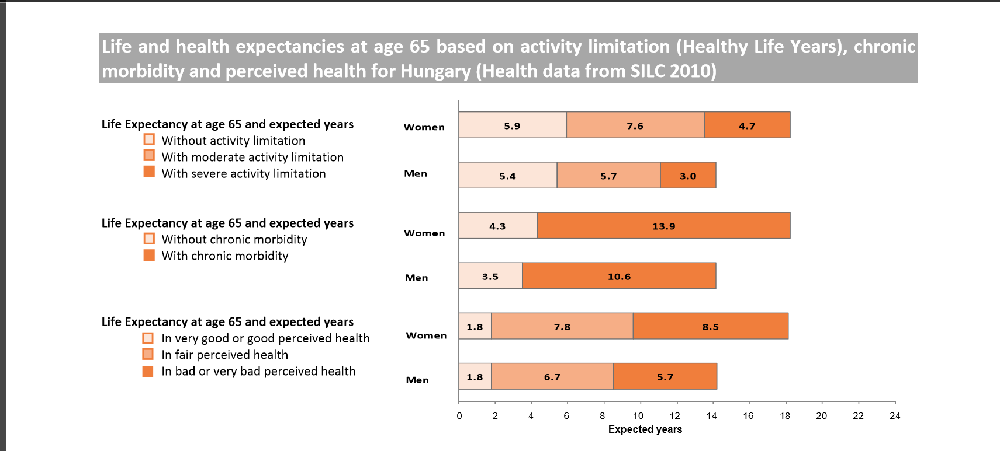 Life and health expectancies at age 65 based on activity limitation (Healthy Life Years), chronic
morbidity and perceived health for Hungary (Health data from SILC 2010)
Life Expectancy at age 65 and expected years
Without activity limitation
With moderate activity limitation
With severe activity limitation
Women
5.9 7.6 4.7
Men
5.4 5.7 3.0
Life Expectancy at age 65 and expected years
Without chronic morbidity
With chronic morbidity
Women
4.3 13.9
Men
3.5 10.6
Life Expectancy at age 65 and expected years
In very good or good perceived health
In fair perceived health
In bad or very bad perceived health
Women
1.8 7.8 8.5
Men
1.8 6.7 5.7
0 2 4 6 8 10 12 14 16 18 20 22 24
Expected years